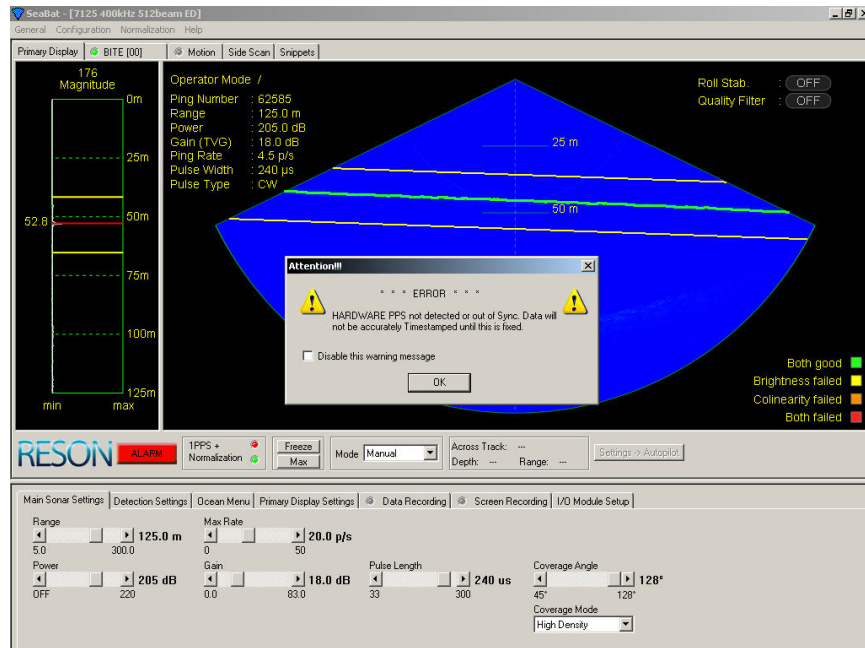 SeaBat - [7125 400kHz 512beam ED]
General Configuration Normalization Help
Primary Display BITE [00] Motion Side Scan Snippets
176
Magnitude
0m
25m
52.8
50m
75m
100m
125m
min max
Operator Mode /
Ping Number : 62585
Range : 125.0 m
Power : 205.0 dB
Gain (TVG) : 18.0 dB
Ping Rate : 4.5 p/s
Pulse Width : 240 µs
Pulse Type : CW
Roll Stab. : OFF
Quality Filter : OFF
25 m
50 m
Attention!!!
* * * ERROR * * *
HARDWARE PPS not detected or out of Sync. Data will
not be accurately Timestamped until this is fixed.
Disable this warning message
OK
Both good
Brightness failed
Colinearity failed
Both failed
RESON
ALARM
1PPS +
Normalization
Freeze
Max
Mode Manual
Across Track: ---
Depth: --- Range: ---
Settings -> Autopilot
Main Sonar Settings Detection Settings Ocean Menu Primary Display Settings Data Recording Screen Recording I/O Module Setup
Range
125.0 m
5.0 300.0
Max Rate
20.0 p/s
0 50
Power
205 dB
OFF 220
Gain
18.0 dB
0.0 83.0
Pulse Length
240 us
33 300
Coverage Angle
128°
45° 128°
Coverage Mode
High Density